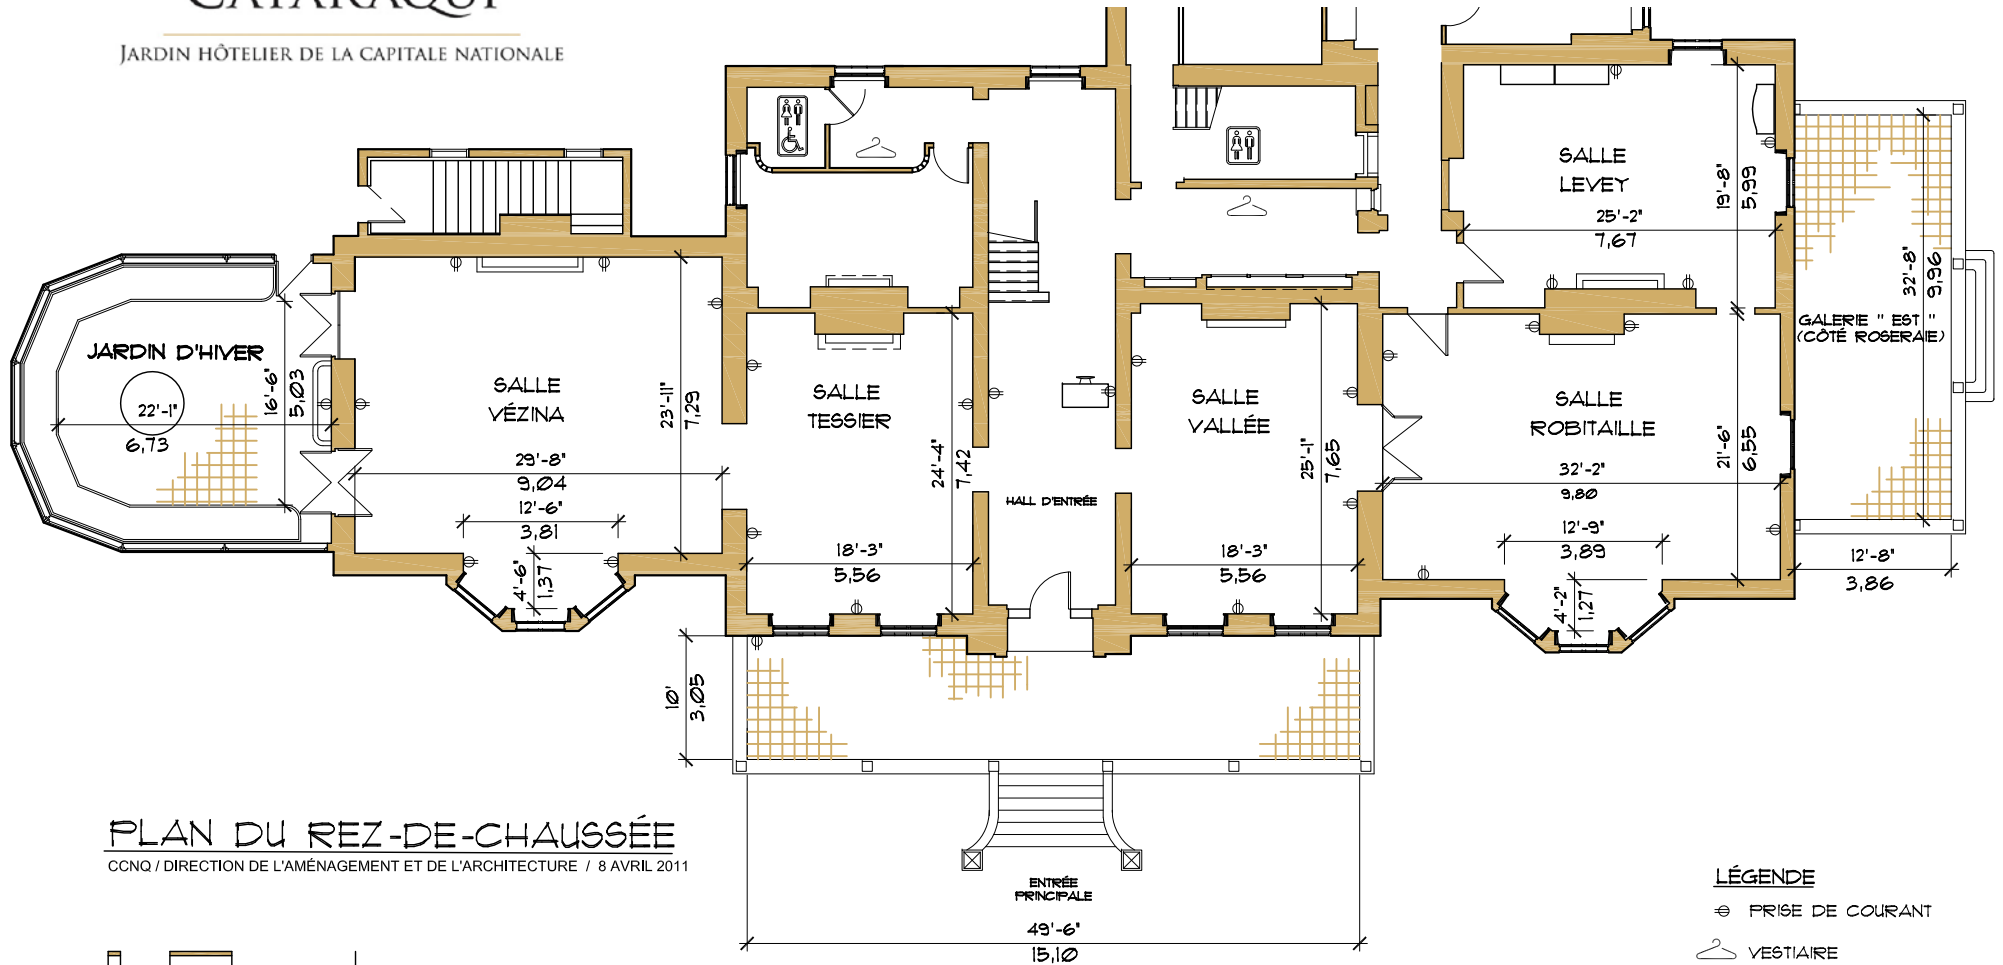 CATARAQUI
JARDIN HÔTELIER DE LA CAPITALE NATIONALE
SALLE
LEVEY
25'-2"
7,67
19'-8"
5,99
32'-8"
9,96
GALERIE " EST "
(CÔTÉ ROSERAIE)
12'-8"
3,86
JARDIN D'HIVER
22'-1"
6,73
16'-6"
5,03
SALLE
VÉZINA
23'-11"
7,29
29'-8"
9,04
12'-6"
3,81
4'-6"
1,37
SALLE
TESSIER
24'-4"
7,42
18'-3"
5,56
HALL D'ENTRÉE
SALLE
VALLÉE
25'-1"
7,65
18'-3"
5,56
SALLE
ROBITAILLE
21'-6"
6,55
32'-2"
9,80
12'-9"
3,89
4'-2"
1,27
10'
3,05
ENTRÉE
PRINCIPALE
49'-6"
15,10
PLAN DU REZ-DE-CHAUSSÉE
CCNQ / DIRECTION DE L'AMÉNAGEMENT ET DE L'ARCHITECTURE / 8 AVRIL 2011
LÉGENDE
PRISE DE COURANT
VESTIAIRE